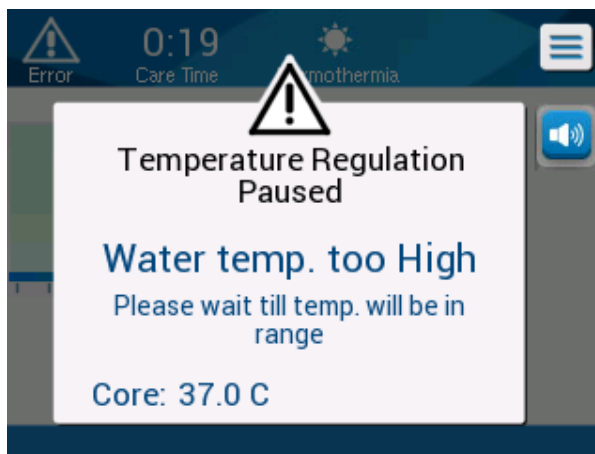 0:19
Error
Care Time
mothermia
Temperature Regulation
Paused
Water temp. too High
Please wait till temp. will be in
range
Core: 37.0 C